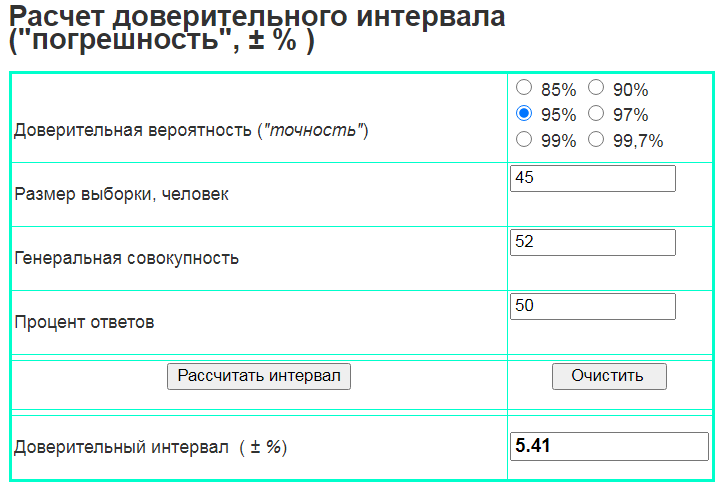 Расчет доверительного интервала
("погрешность", ± % )
85% 90%
Доверительная вероятность ("точность") 95% 97%
99% 99,7%
Размер выборки, человек 45
Генеральная совокупность 52
Процент ответов 50
Рассчитать интервал Очистить
Доверительный интервал ( ± %) 5.41